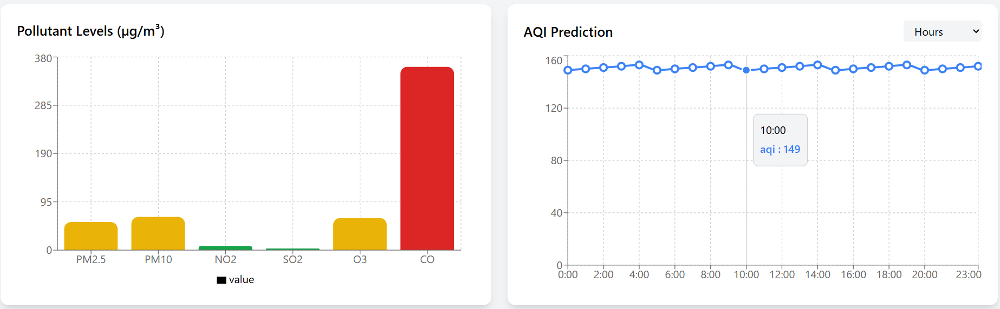 Pollutant Levels (µg/m³)
380
285
190
95
0
PM2.5 PM10 NO2 SO2 O3 CO
value
AQI Prediction
Hours
160
120
80
40
0
10:00
aqi : 149
0:00 2:00 4:00 6:00 8:00 10:00 12:00 14:00 16:00 18:00 20:00 23:00